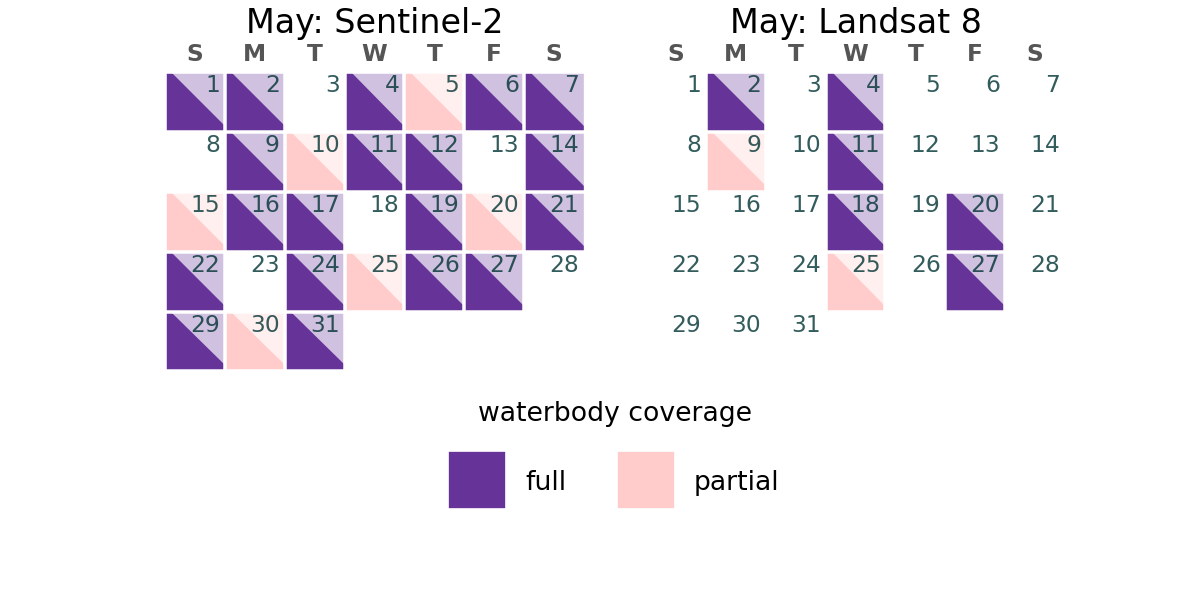 May: Sentinel-2
S M T W T F S
1 2 3 4 5 6 7
8 9 10 11 12 13 14
15 16 17 18 19 20 21
22 23 24 25 26 27 28
29 30 31
May: Landsat 8
S M T W T F S
1 2 3 4 5 6 7
8 9 10 11 12 13 14
15 16 17 18 19 20 21
22 23 24 25 26 27 28
29 30 31
waterbody coverage
full partial